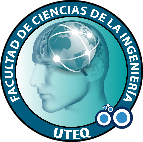 FACULTAD DE CIENCIAS DE LA INGENIERÍA
UTEQ